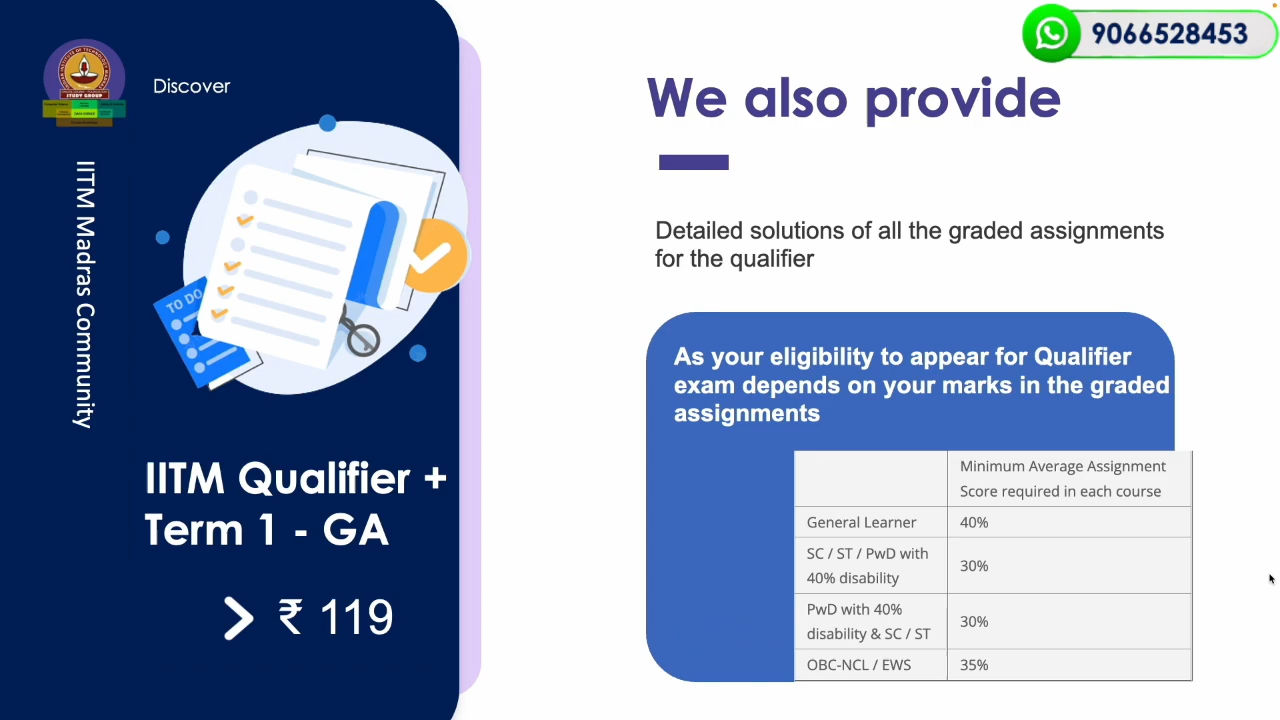 9066528453
Discover
We also provide
STUDY GROUP
IITM Madras Community
TO DO
Detailed solutions of all the graded assignments
for the qualifier
As your eligibility to appear for Qualifier
exam depends on your marks in the graded
assignments
IITM Qualifier +
Term 1 - GA
> ₹ 119
Minimum Average Assignment
Score required in each course
General Learner 40%
SC / ST / PwD with
40% disability 30%
PwD with 40%
disability & SC / ST 30%
OBC-NCL / EWS 35%